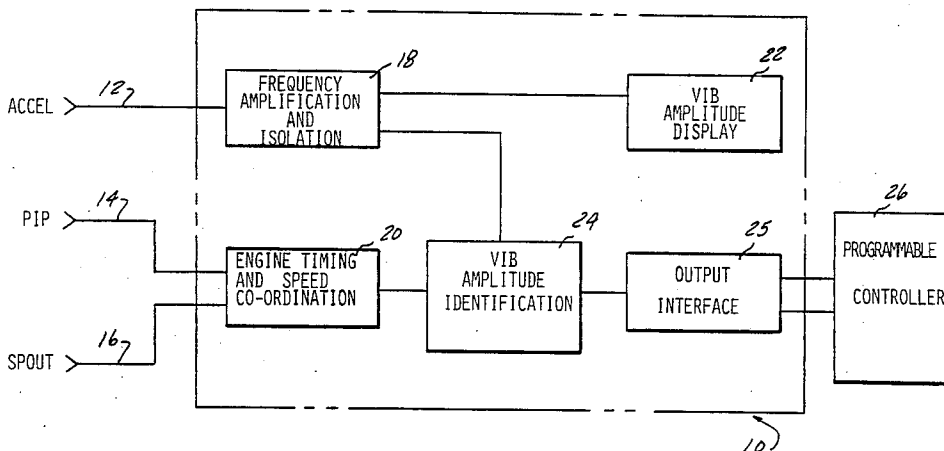 18
22
12
ACCEL
FREQUENCY
AMPLIFICATION
AND
ISOLATION
VIB
AMPLITUDE
DISPLAY
14
PIP
20
24
25
26
ENGINE TIMING
AND SPEED
CO-ORDINATION
VIB
AMPLITUDE
IDENTIFICATION
OUTPUT
INTERFACE
PROGRAMMABLE
CONTROLLER
16
SPOUT
10